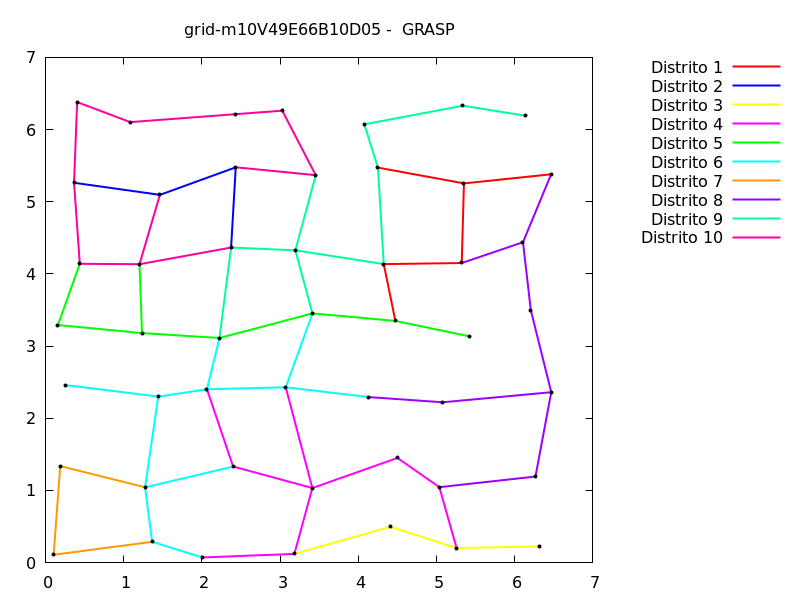 grid-m10V49E66B10D05 - GRASP
7
6
5
4
3
2
1
0
0 1 2 3 4 5 6 7
Distrito 1
Distrito 2
Distrito 3
Distrito 4
Distrito 5
Distrito 6
Distrito 7
Distrito 8
Distrito 9
Distrito 10